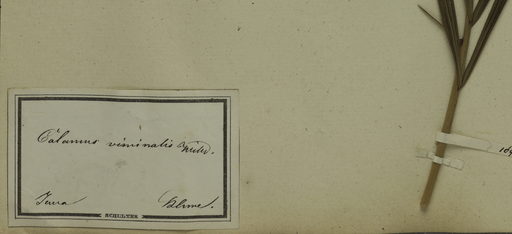 Calamus viminalis Willd.
Java Blume.
SCHULTES